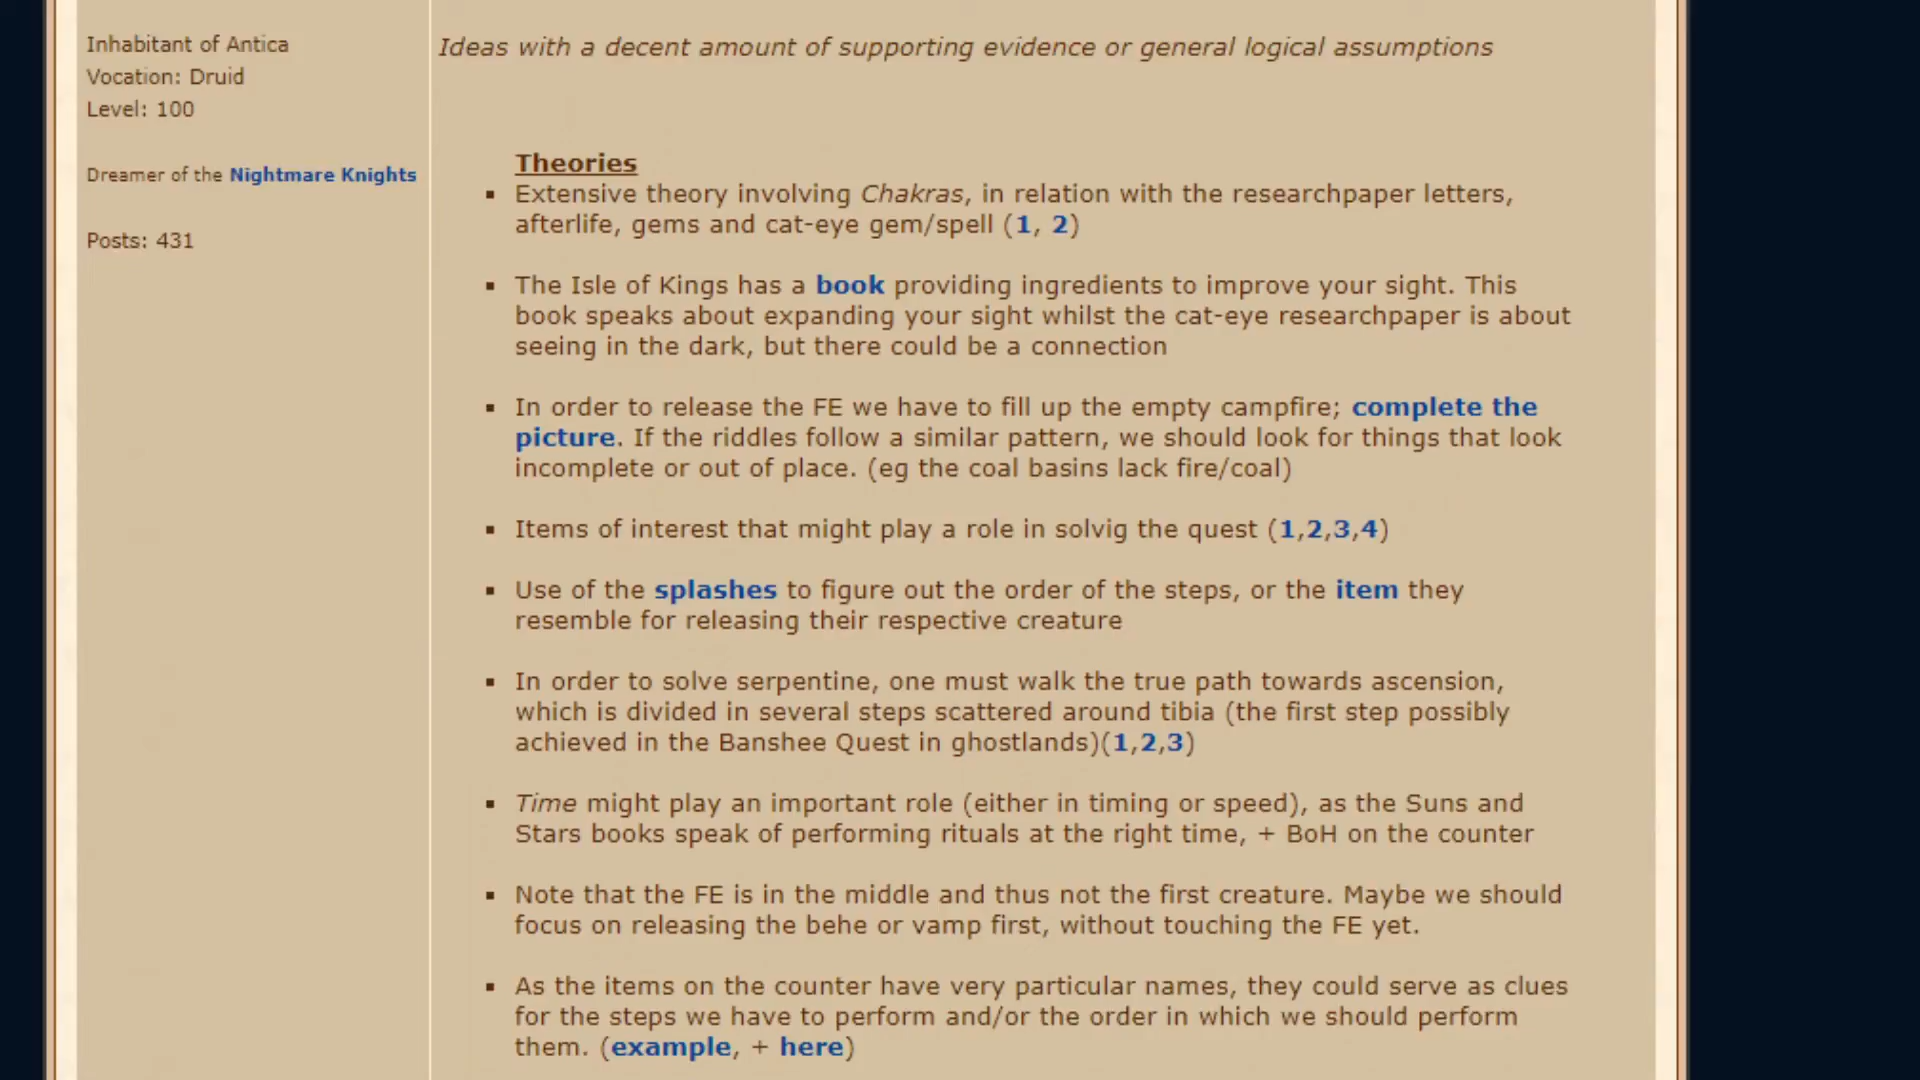 Inhabitant of Antica
Vocation: Druid
Level: 100
Dreamer of the Nightmare Knights
Posts: 431
Ideas with a decent amount of supporting evidence or general logical assumptions
Theories
▪ Extensive theory involving Chakras, in relation with the researchpaper letters,
afterlife, gems and cat-eye gem/spell (1, 2)
▪ The Isle of Kings has a book providing ingredients to improve your sight. This
book speaks about expanding your sight whilst the cat-eye researchpaper is about
seeing in the dark, but there could be a connection
▪ In order to release the FE we have to fill up the empty campfire; complete the
picture. If the riddles follow a similar pattern, we should look for things that look
incomplete or out of place. (eg the coal basins lack fire/coal)
▪ Items of interest that might play a role in solvig the quest (1,2,3,4)
▪ Use of the splashes to figure out the order of the steps, or the item they
resemble for releasing their respective creature
▪ In order to solve serpentine, one must walk the true path towards ascension,
which is divided in several steps scattered around tibia (the first step possibly
achieved in the Banshee Quest in ghostlands)(1,2,3)
▪ Time might play an important role (either in timing or speed), as the Suns and
Stars books speak of performing rituals at the right time, + BoH on the counter
▪ Note that the FE is in the middle and thus not the first creature. Maybe we should
focus on releasing the behe or vamp first, without touching the FE yet.
▪ As the items on the counter have very particular names, they could serve as clues
for the steps we have to perform and/or the order in which we should perform
them. (example, + here)